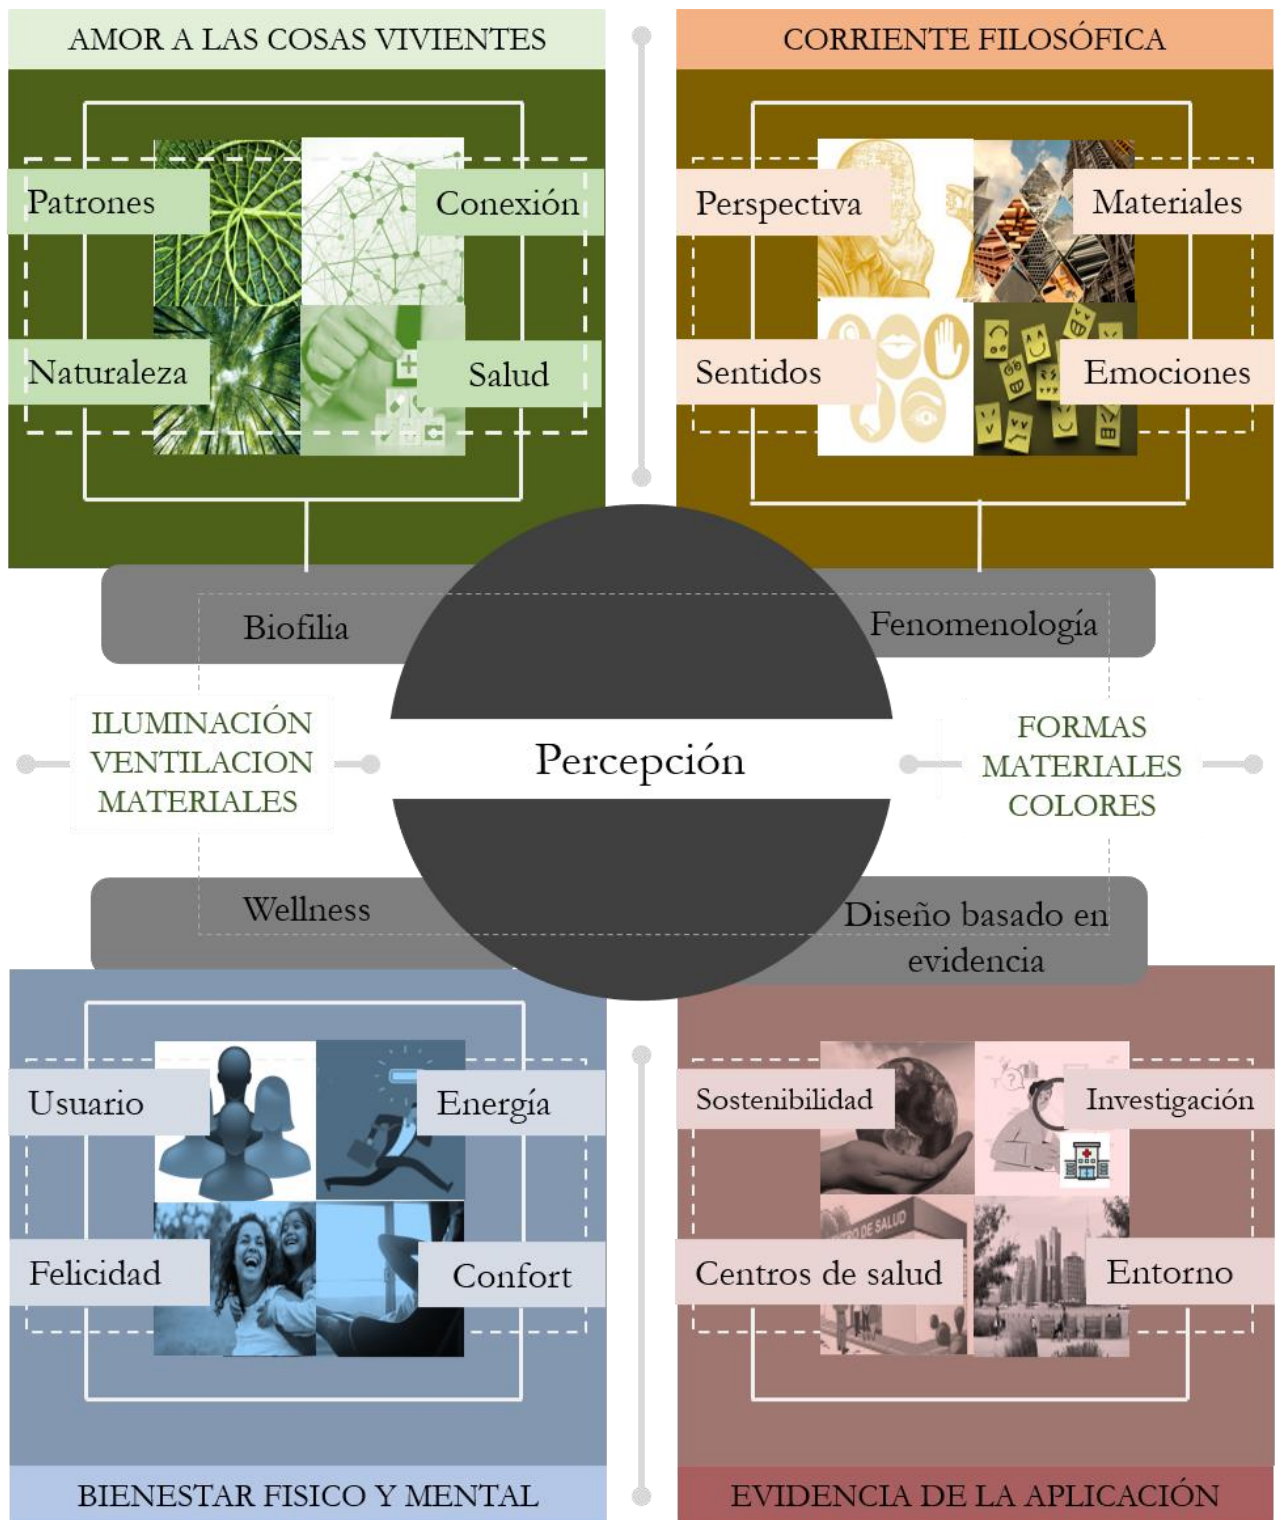 AMOR A LAS COSAS VIVIENTES
CORRIENTE FILOSÓFICA
Patrones
Conexión
Naturaleza
Salud
Perspectiva
Materiales
Sentidos
Emociones
Biofilia
Fenomenología
ILUMINACIÓN
VENTILACION
MATERIALES
Percepción
FORMAS
MATERIALES
COLORES
Wellness
Diseño basado en
evidencia
Usuario
Energía
Felicidad
Confort
Sostenibilidad
Investigación
DE SALUD
Centros de salud
Entorno
BIENESTAR FISICO Y MENTAL
EVIDENCIA DE LA APLICACIÓN